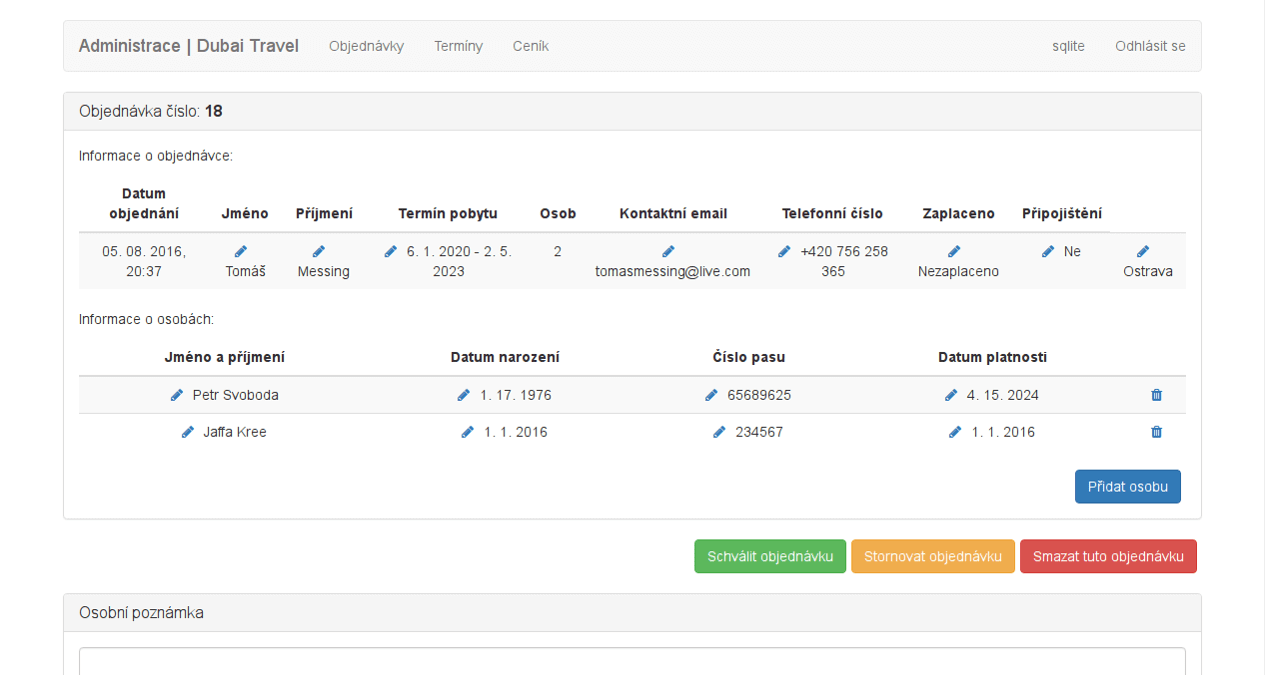 Administrace | Dubai Travel Objednávky Termíny Ceník sqlite Odhlásit se
Objednávka číslo: 18
Informace o objednávce:
Datum objednání Jméno Příjmení Termín pobytu Osob Kontaktní email Telefonní číslo Zaplaceno Připojištění
05. 08. 2016, 20:37 Tomáš Messing 6. 1. 2020 - 2. 5. 2023 2 tomasmessing@live.com +420 756 258 365 Nezaplaceno Ne Ostrava
Informace o osobách:
Jméno a příjmení Datum narození Číslo pasu Datum platnosti
Petr Svoboda 1. 17. 1976 65689625 4. 15. 2024
Jaffa Kree 1. 1. 2016 234567 1. 1. 2016
Přidat osobu
Schválit objednávku Stornovat objednávku Smazat tuto objednávku
Osobní poznámka